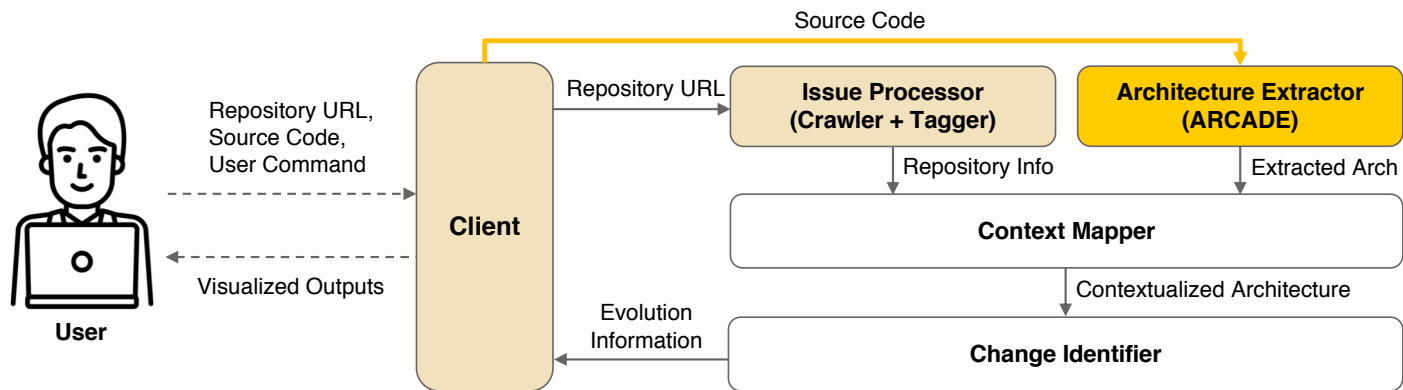 Source Code
Repository URL,
Source Code,
User Command
Visualized Outputs
User
Client
Repository URL
Issue Processor
(Crawler + Tagger)
Architecture Extractor
(ARCADE)
Repository Info
Extracted Arch
Context Mapper
Contextualized Architecture
Evolution
Information
Change Identifier